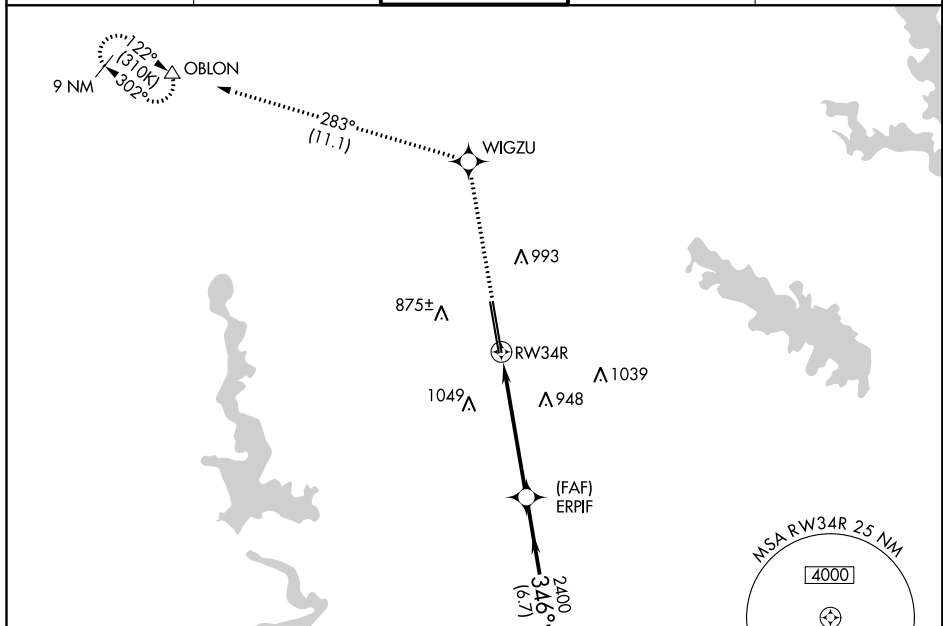 122°
(310K)
302°
9 NM
OBLON
283°
(11.1)
WIGZU
993
875±
RW34R
1039
1049
948
(FAF)
ERPIF
2400
346°
(6.7)
MSA RW34R 25 NM
4000